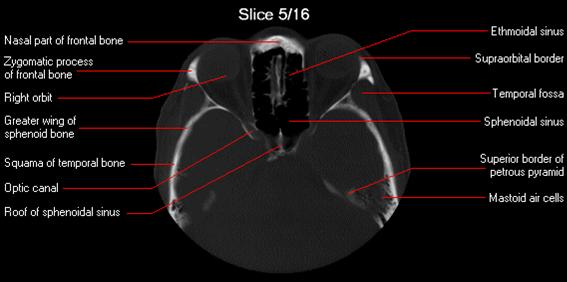 Slice 5/16
Nasal part of frontal bone
Zygomatic process
of frontal bone
Right orbit
Greater wing of
sphenoid bone
Squama of temporal bone
Optic canal
Roof of sphenoidal sinus
Ethmoidal sinus
Supraorbital border
Temporal fossa
Sphenoidal sinus
Superior border of
petrous pyramid
Mastoid air cells